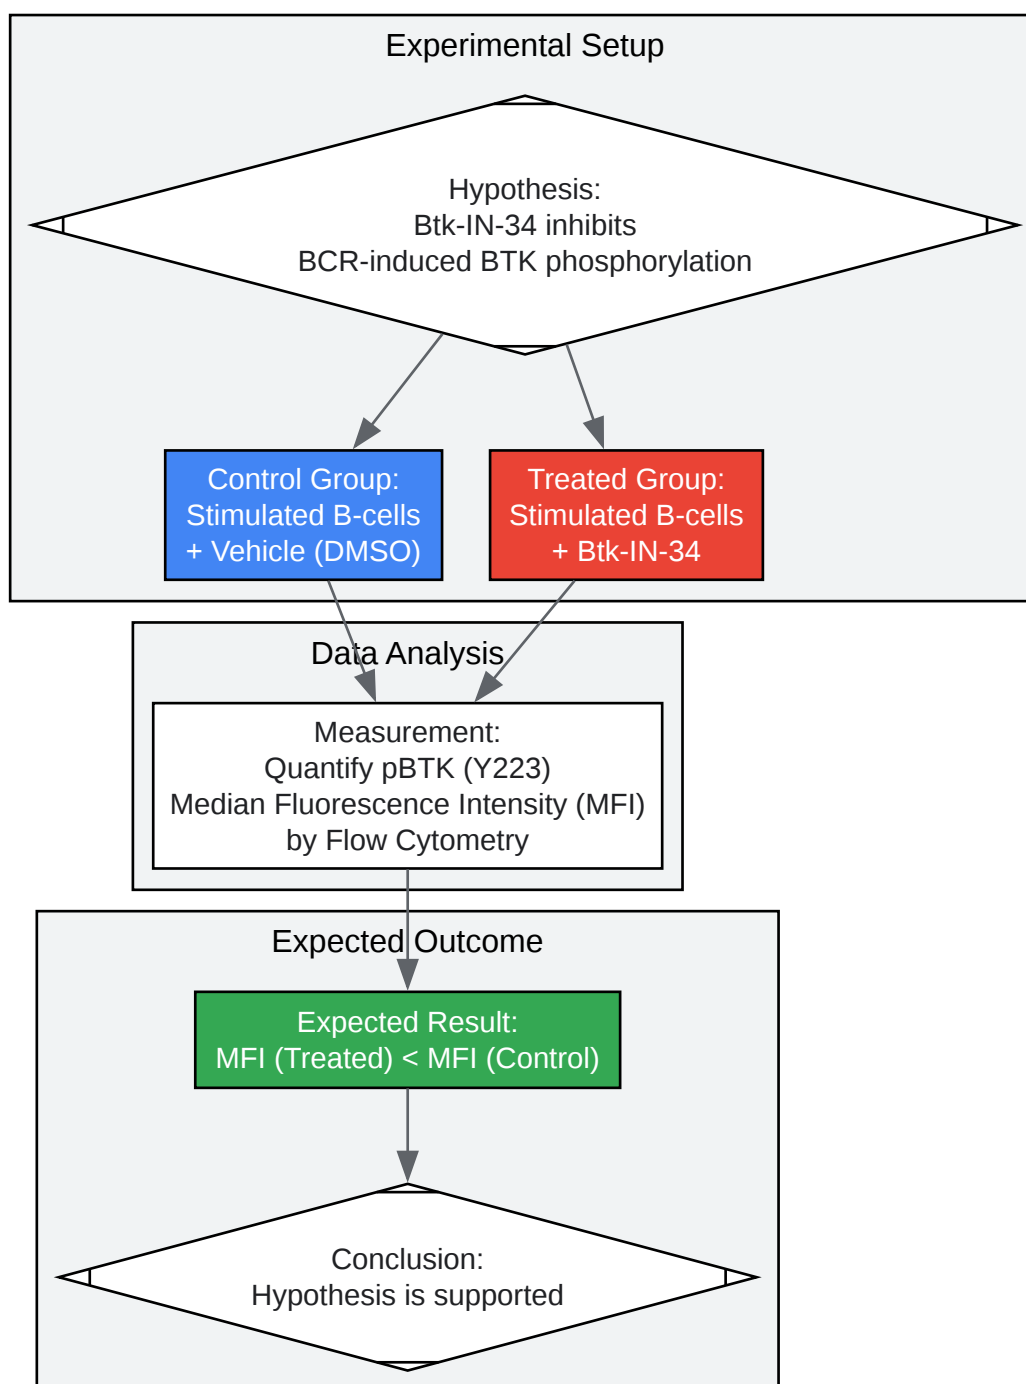 Experimental Setup
Hypothesis:
Btk-IN-34 inhibits
BCR-induced BTK phosphorylation
Control Group:
Stimulated B-cells
+ Vehicle (DMSO)
Treated Group:
Stimulated B-cells
+ Btk-IN-34
Data Analysis
Measurement:
Quantify pBTK (Y223)
Median Fluorescence Intensity (MFI)
by Flow Cytometry
Expected Outcome
Expected Result:
MFI (Treated) < MFI (Control)
Conclusion:
Hypothesis is supported